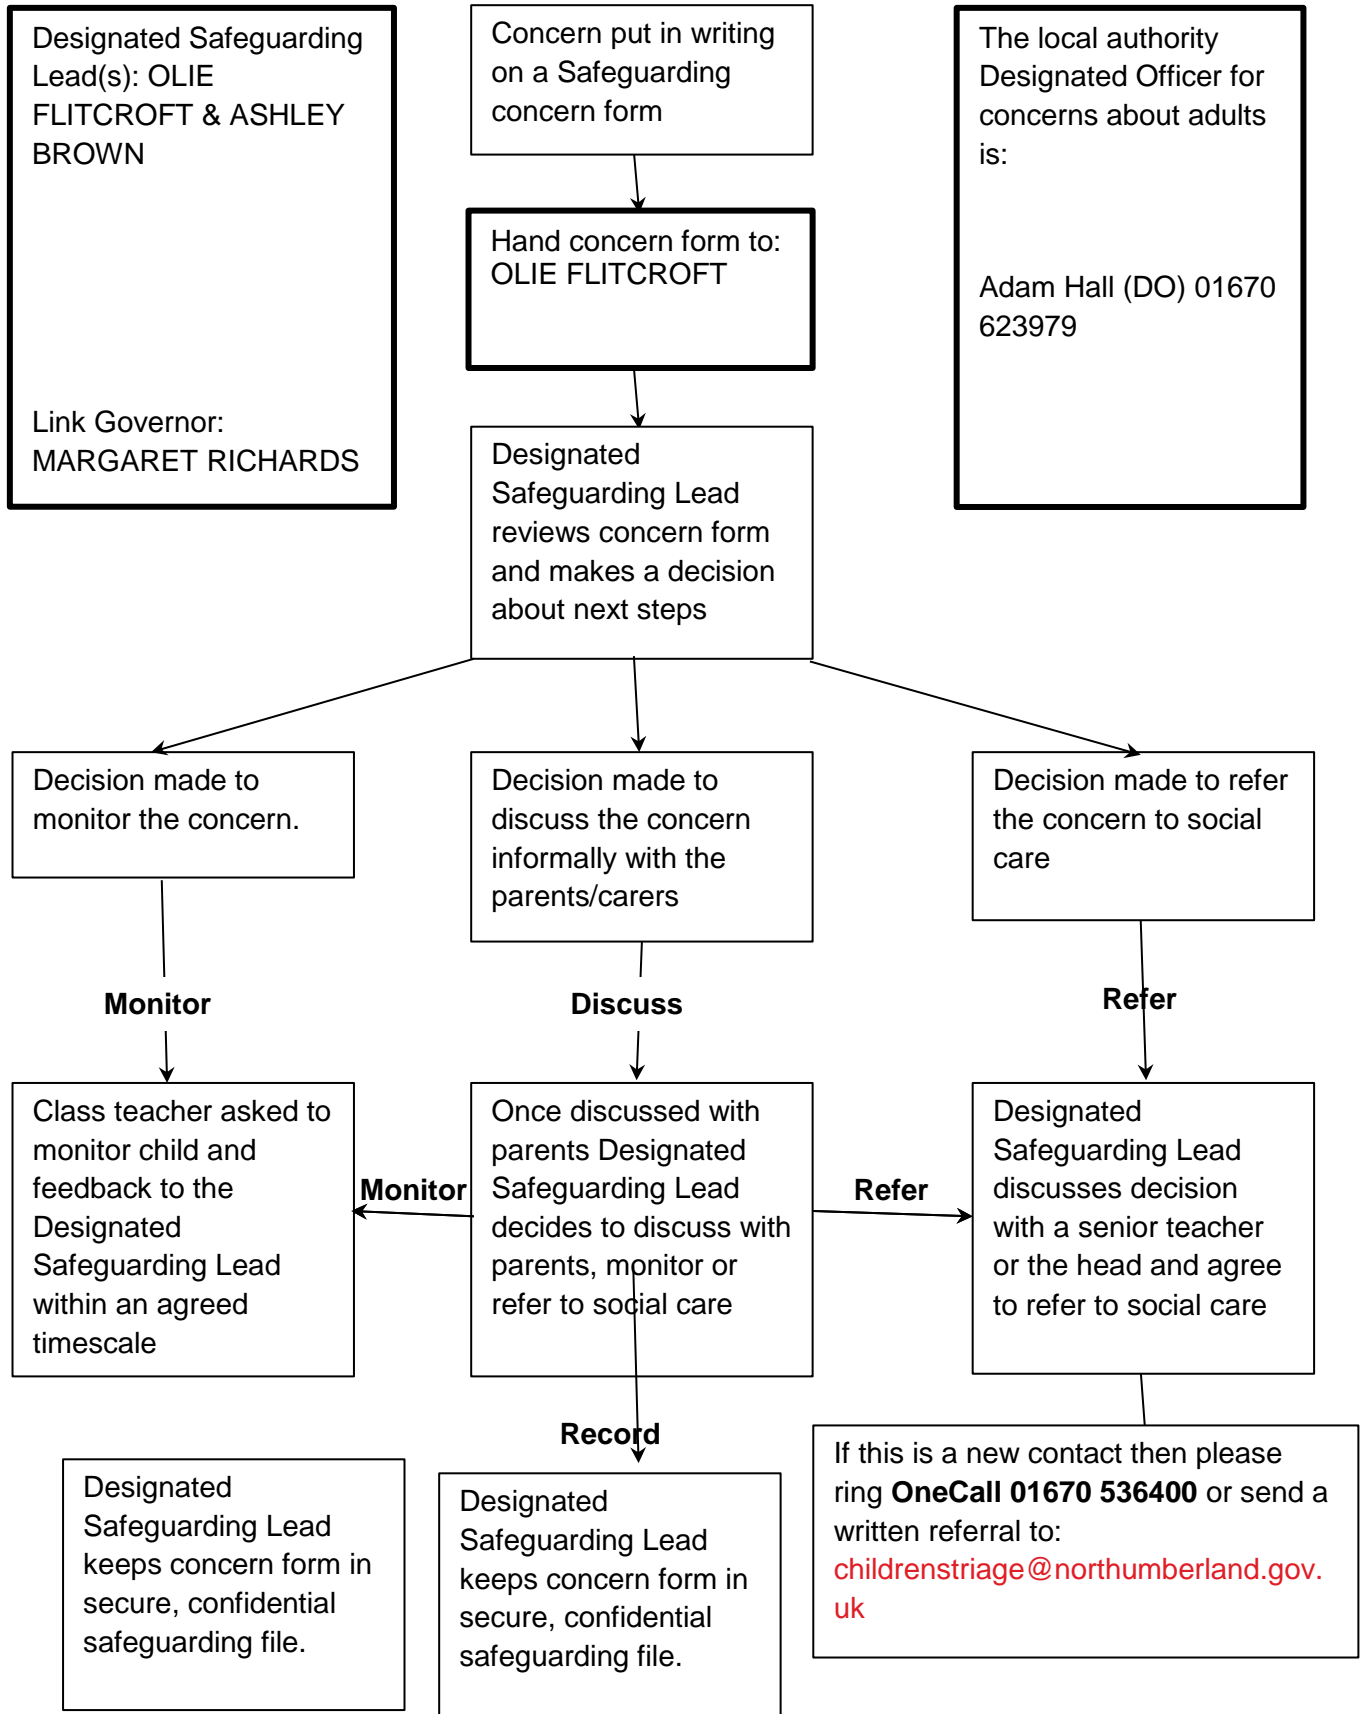 Designated Safeguarding
Lead(s): OLIE
FLITCROFT & ASHLEY
BROWN
Link Governor:
MARGARET RICHARDS
Concern put in writing
on a Safeguarding
concern form
The local authority
Designated Officer for
concerns about adults
is:
Adam Hall (DO) 01670
623979
Hand concern form to:
OLIE FLITCROFT
Designated
Safeguarding Lead
reviews concern form
and makes a decision
about next steps
Decision made to
monitor the concern.
Decision made to
discuss the concern
informally with the
parents/carers
Decision made to refer
the concern to social
care
Monitor
Discuss
Refer
Class teacher asked to
monitor child and
feedback to the
Designated
Safeguarding Lead
within an agreed
timescale
Monitor
Once discussed with
parents Designated
Safeguarding Lead
decides to discuss with
parents, monitor or
refer to social care
Refer
Designated
Safeguarding Lead
discusses decision
with a senior teacher
or the head and agree
to refer to social care
Record
Designated
Safeguarding Lead
keeps concern form in
secure, confidential
safeguarding file.
Designated
Safeguarding Lead
keeps concern form in
secure, confidential
safeguarding file.
If this is a new contact then please
ring OneCall 01670 536400 or send a
written referral to:
childrenstriage@northumberland.gov.
uk